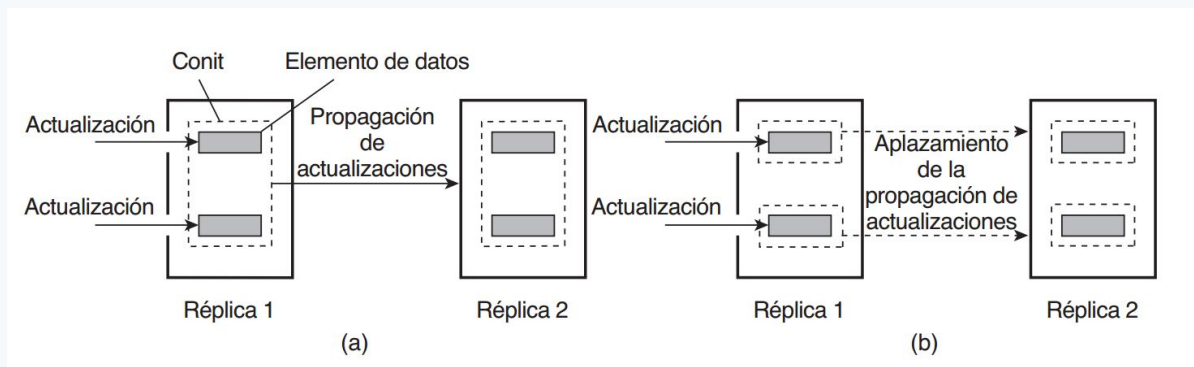 Conit
Elemento de datos
Actualización
Propagación
de
actualizaciones
Actualización
Réplica 1
Réplica 2
(a)
Actualización
Aplazamiento
de la
propagación de
actualizaciones
Actualización
Réplica 1
Réplica 2
(b)